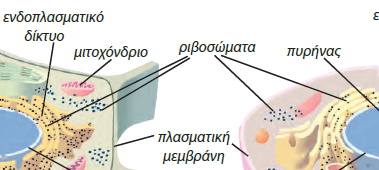 ενδοπλασματικό
δίκτυο
μιτοχόνδριο
ριβοσώματα
πυρήνας
ε
πλασματική
μεμβράνη